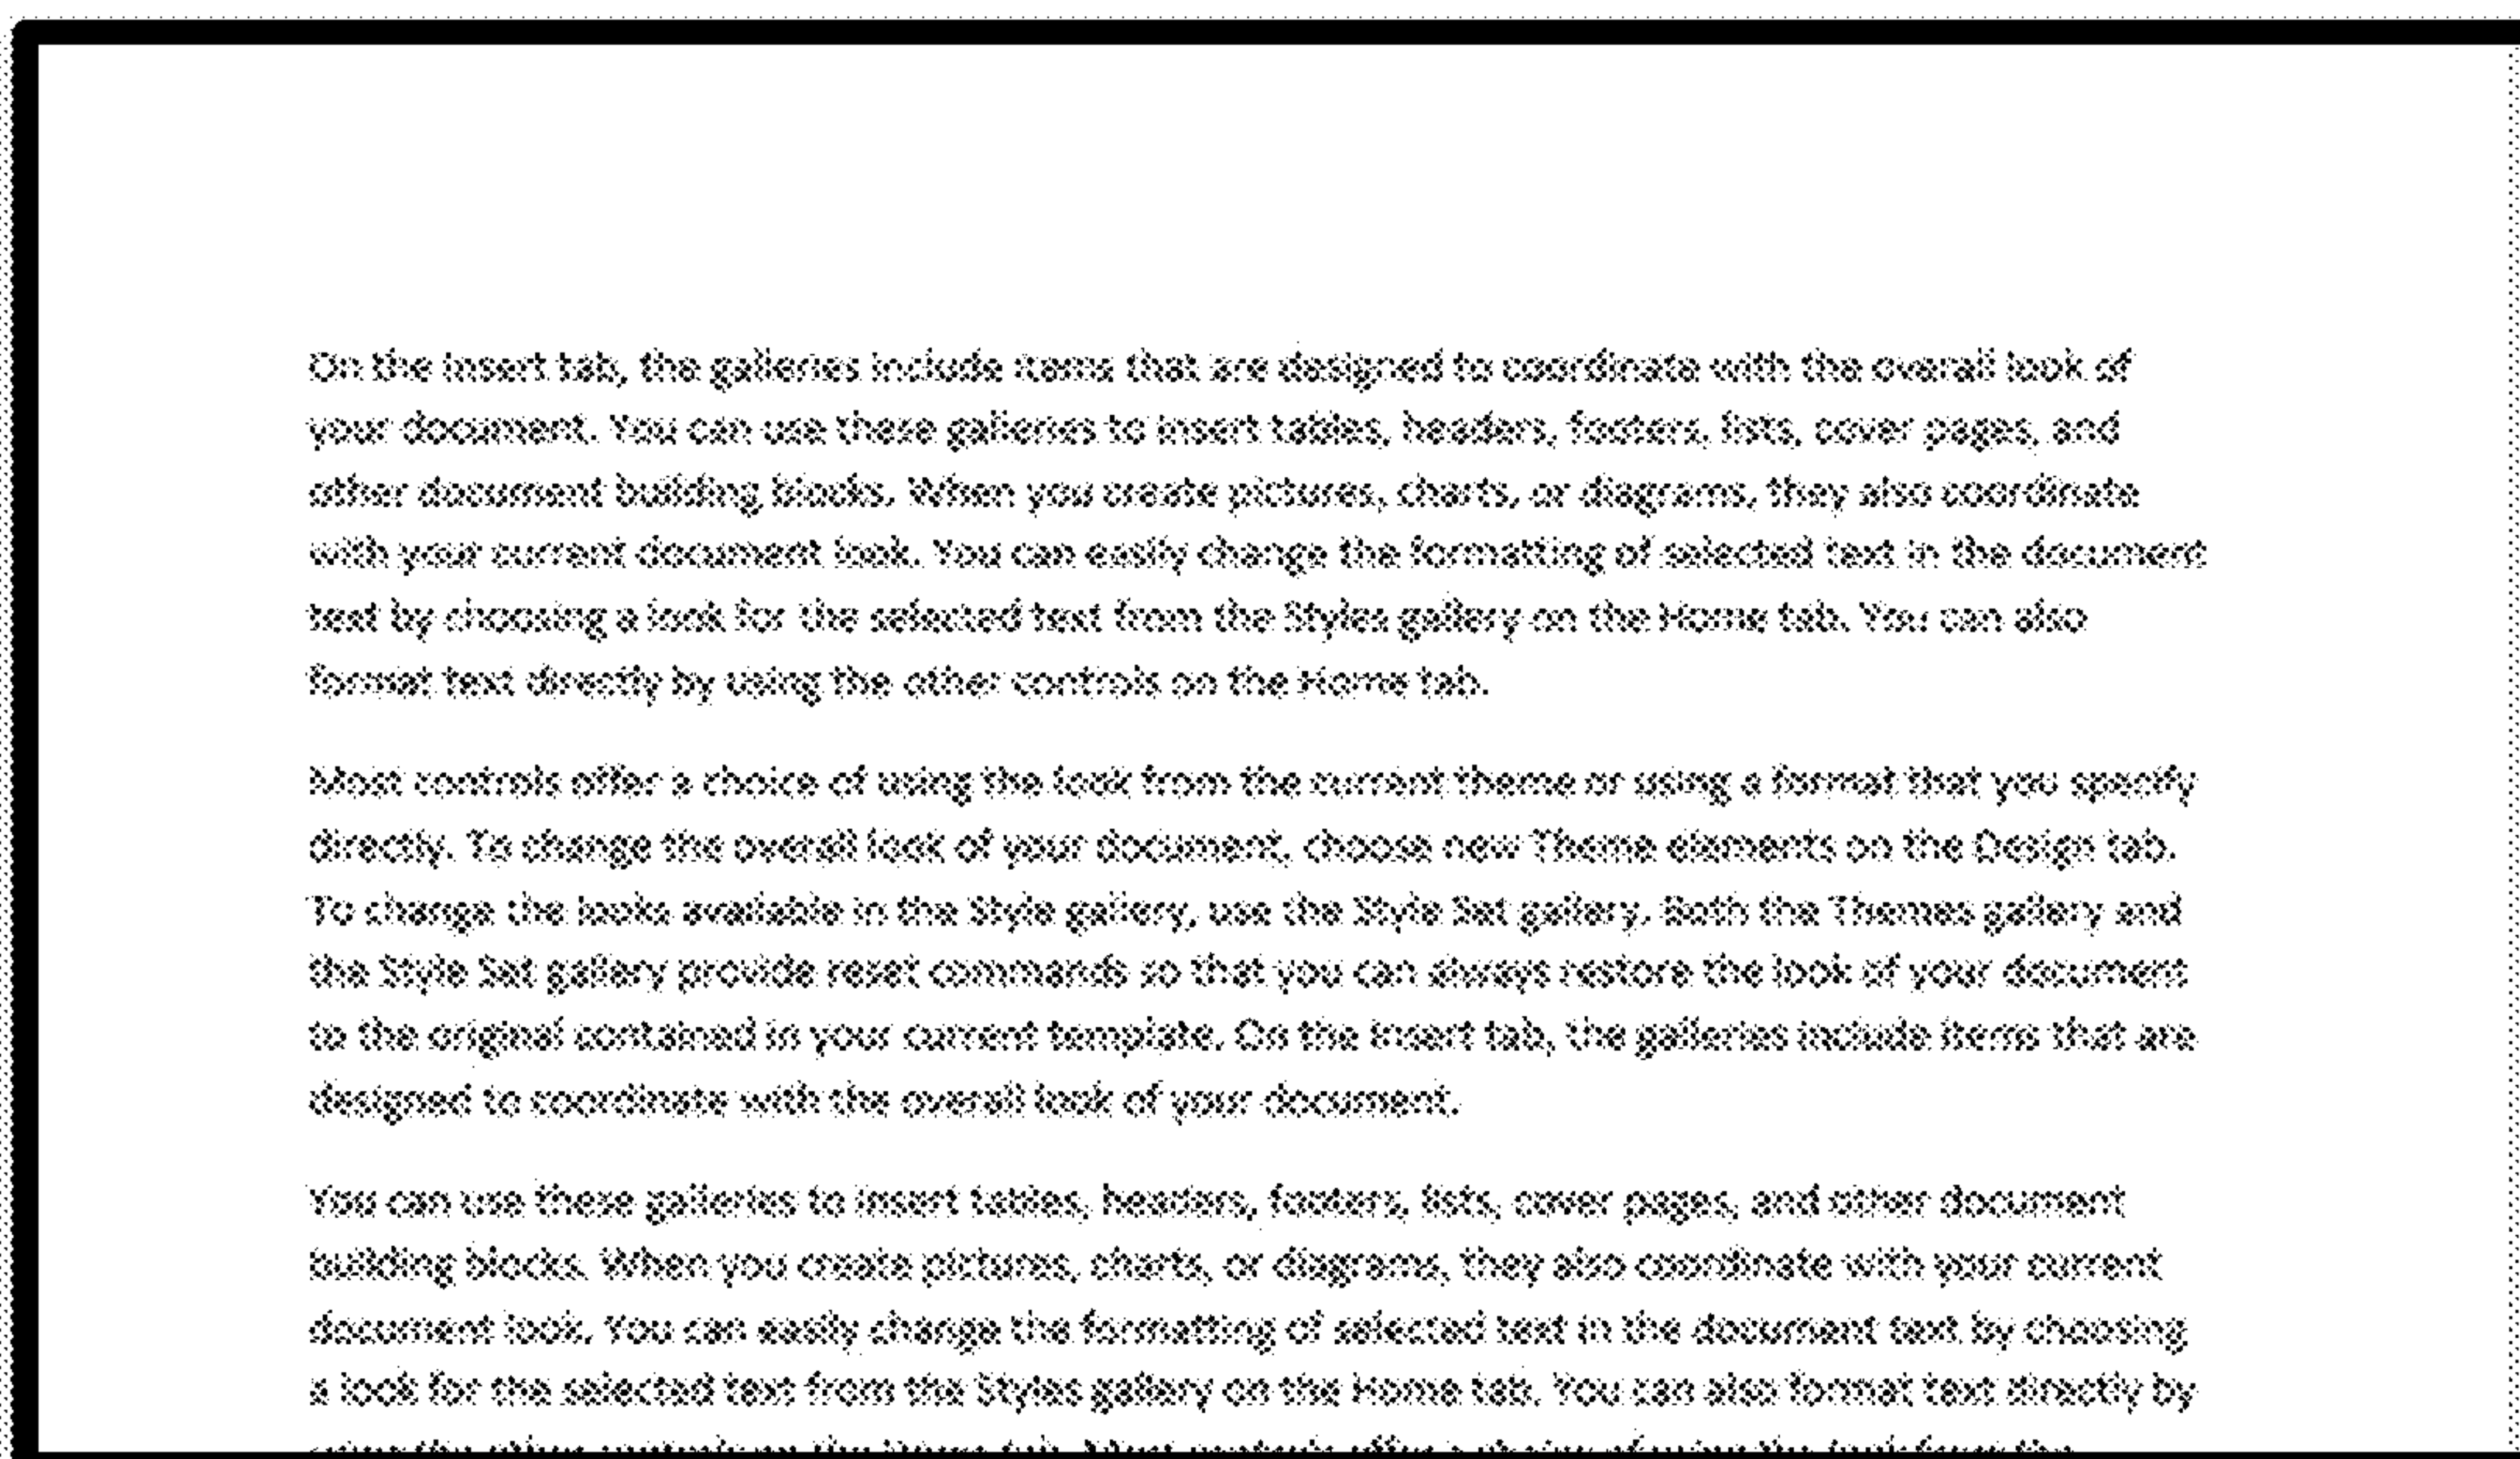 On the Insert tab, the galleries include items that are designed to coordinate with the overall look of
your document. You can use these galleries to insert tables, headers, footers, lists, cover pages, and
other document building blocks. When you create pictures, charts, or diagrams, they also coordinate
with your current document look. You can easily change the formatting of selected text in the document
text by choosing a look for the selected text from the Styles gallery on the Home tab. You can also
format text directly by using the other controls on the Home tab.
Most controls offer a choice of using the look from the current theme or using a format that you specify
directly. To change the overall look of your document, choose new Theme elements on the Design tab.
To change the looks available in the Style gallery, use the Style Set gallery. Both the Themes gallery and
the Style Set gallery provide reset commands so that you can always restore the look of your document
to the original contained in your current template. On the Insert tab, the galleries include items that are
designed to coordinate with the overall look of your document.
You can use these galleries to insert tables, headers, footers, lists, cover pages, and other document
building blocks. When you create pictures, charts, or diagrams, they also coordinate with your current
document look. You can easily change the formatting of selected text in the document text by choosing
a look for the selected text from the Styles gallery on the Home tab. You can also format text directly by